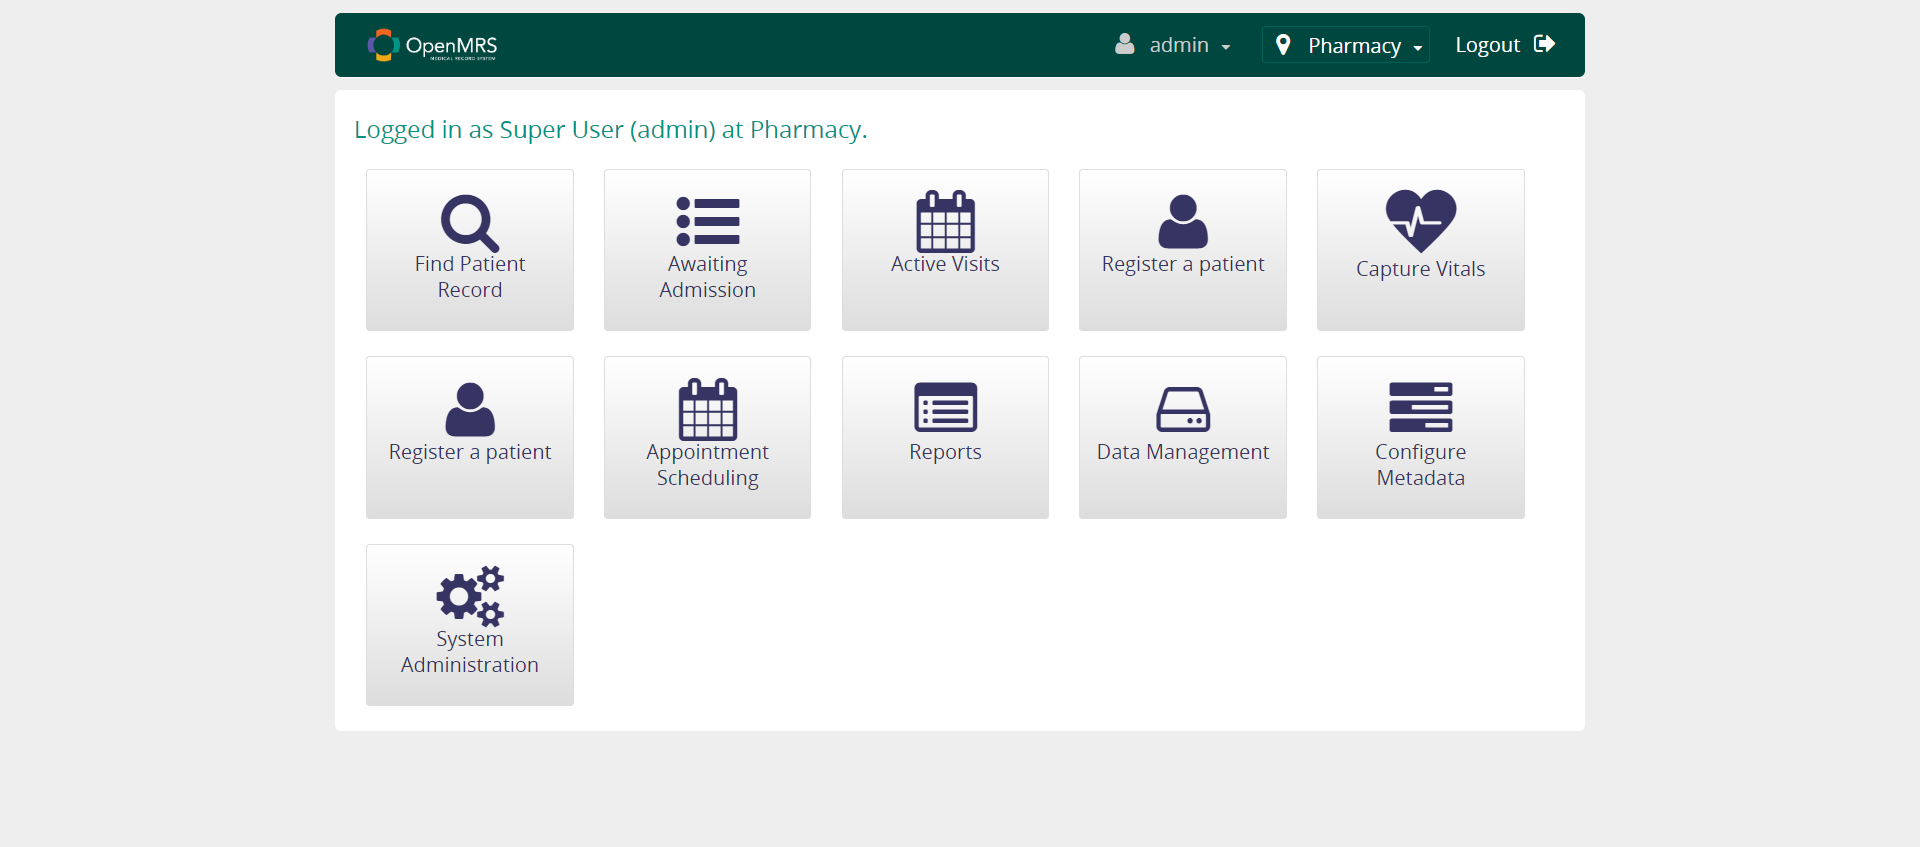 OpenMRS
MEDICAL RECORD SYSTEM
admin
Pharmacy
Logout
Logged in as Super User (admin) at Pharmacy.
Find Patient
Record
Awaiting
Admission
Active Visits
Register a patient
Capture Vitals
Register a patient
Appointment
Scheduling
Reports
Data Management
Configure
Metadata
System
Administration